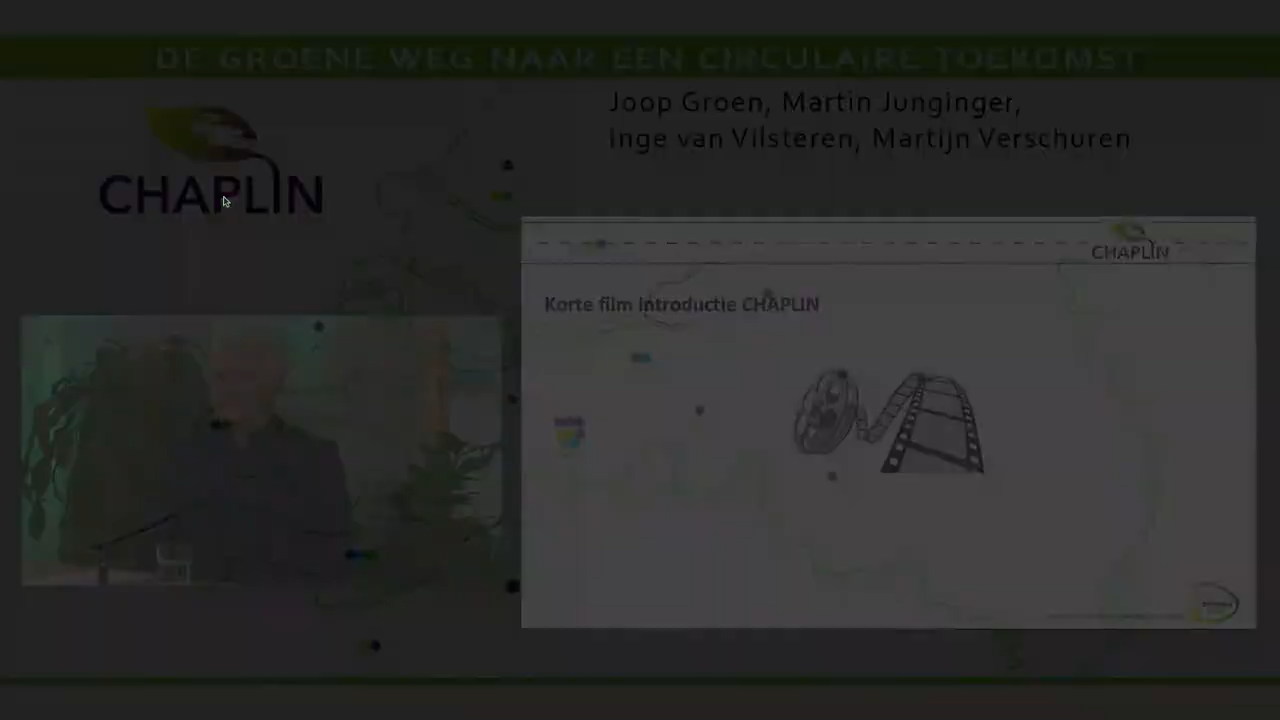 DE GROENE WEG NAAR EEN CIRCULAIRE TOEKOMST
CHAPLIN
Joop Groen, Martin Junginger,
Inge van Vilsteren, Martijn Verschuren
CHAPLIN
Korte film introductie CHAPLIN